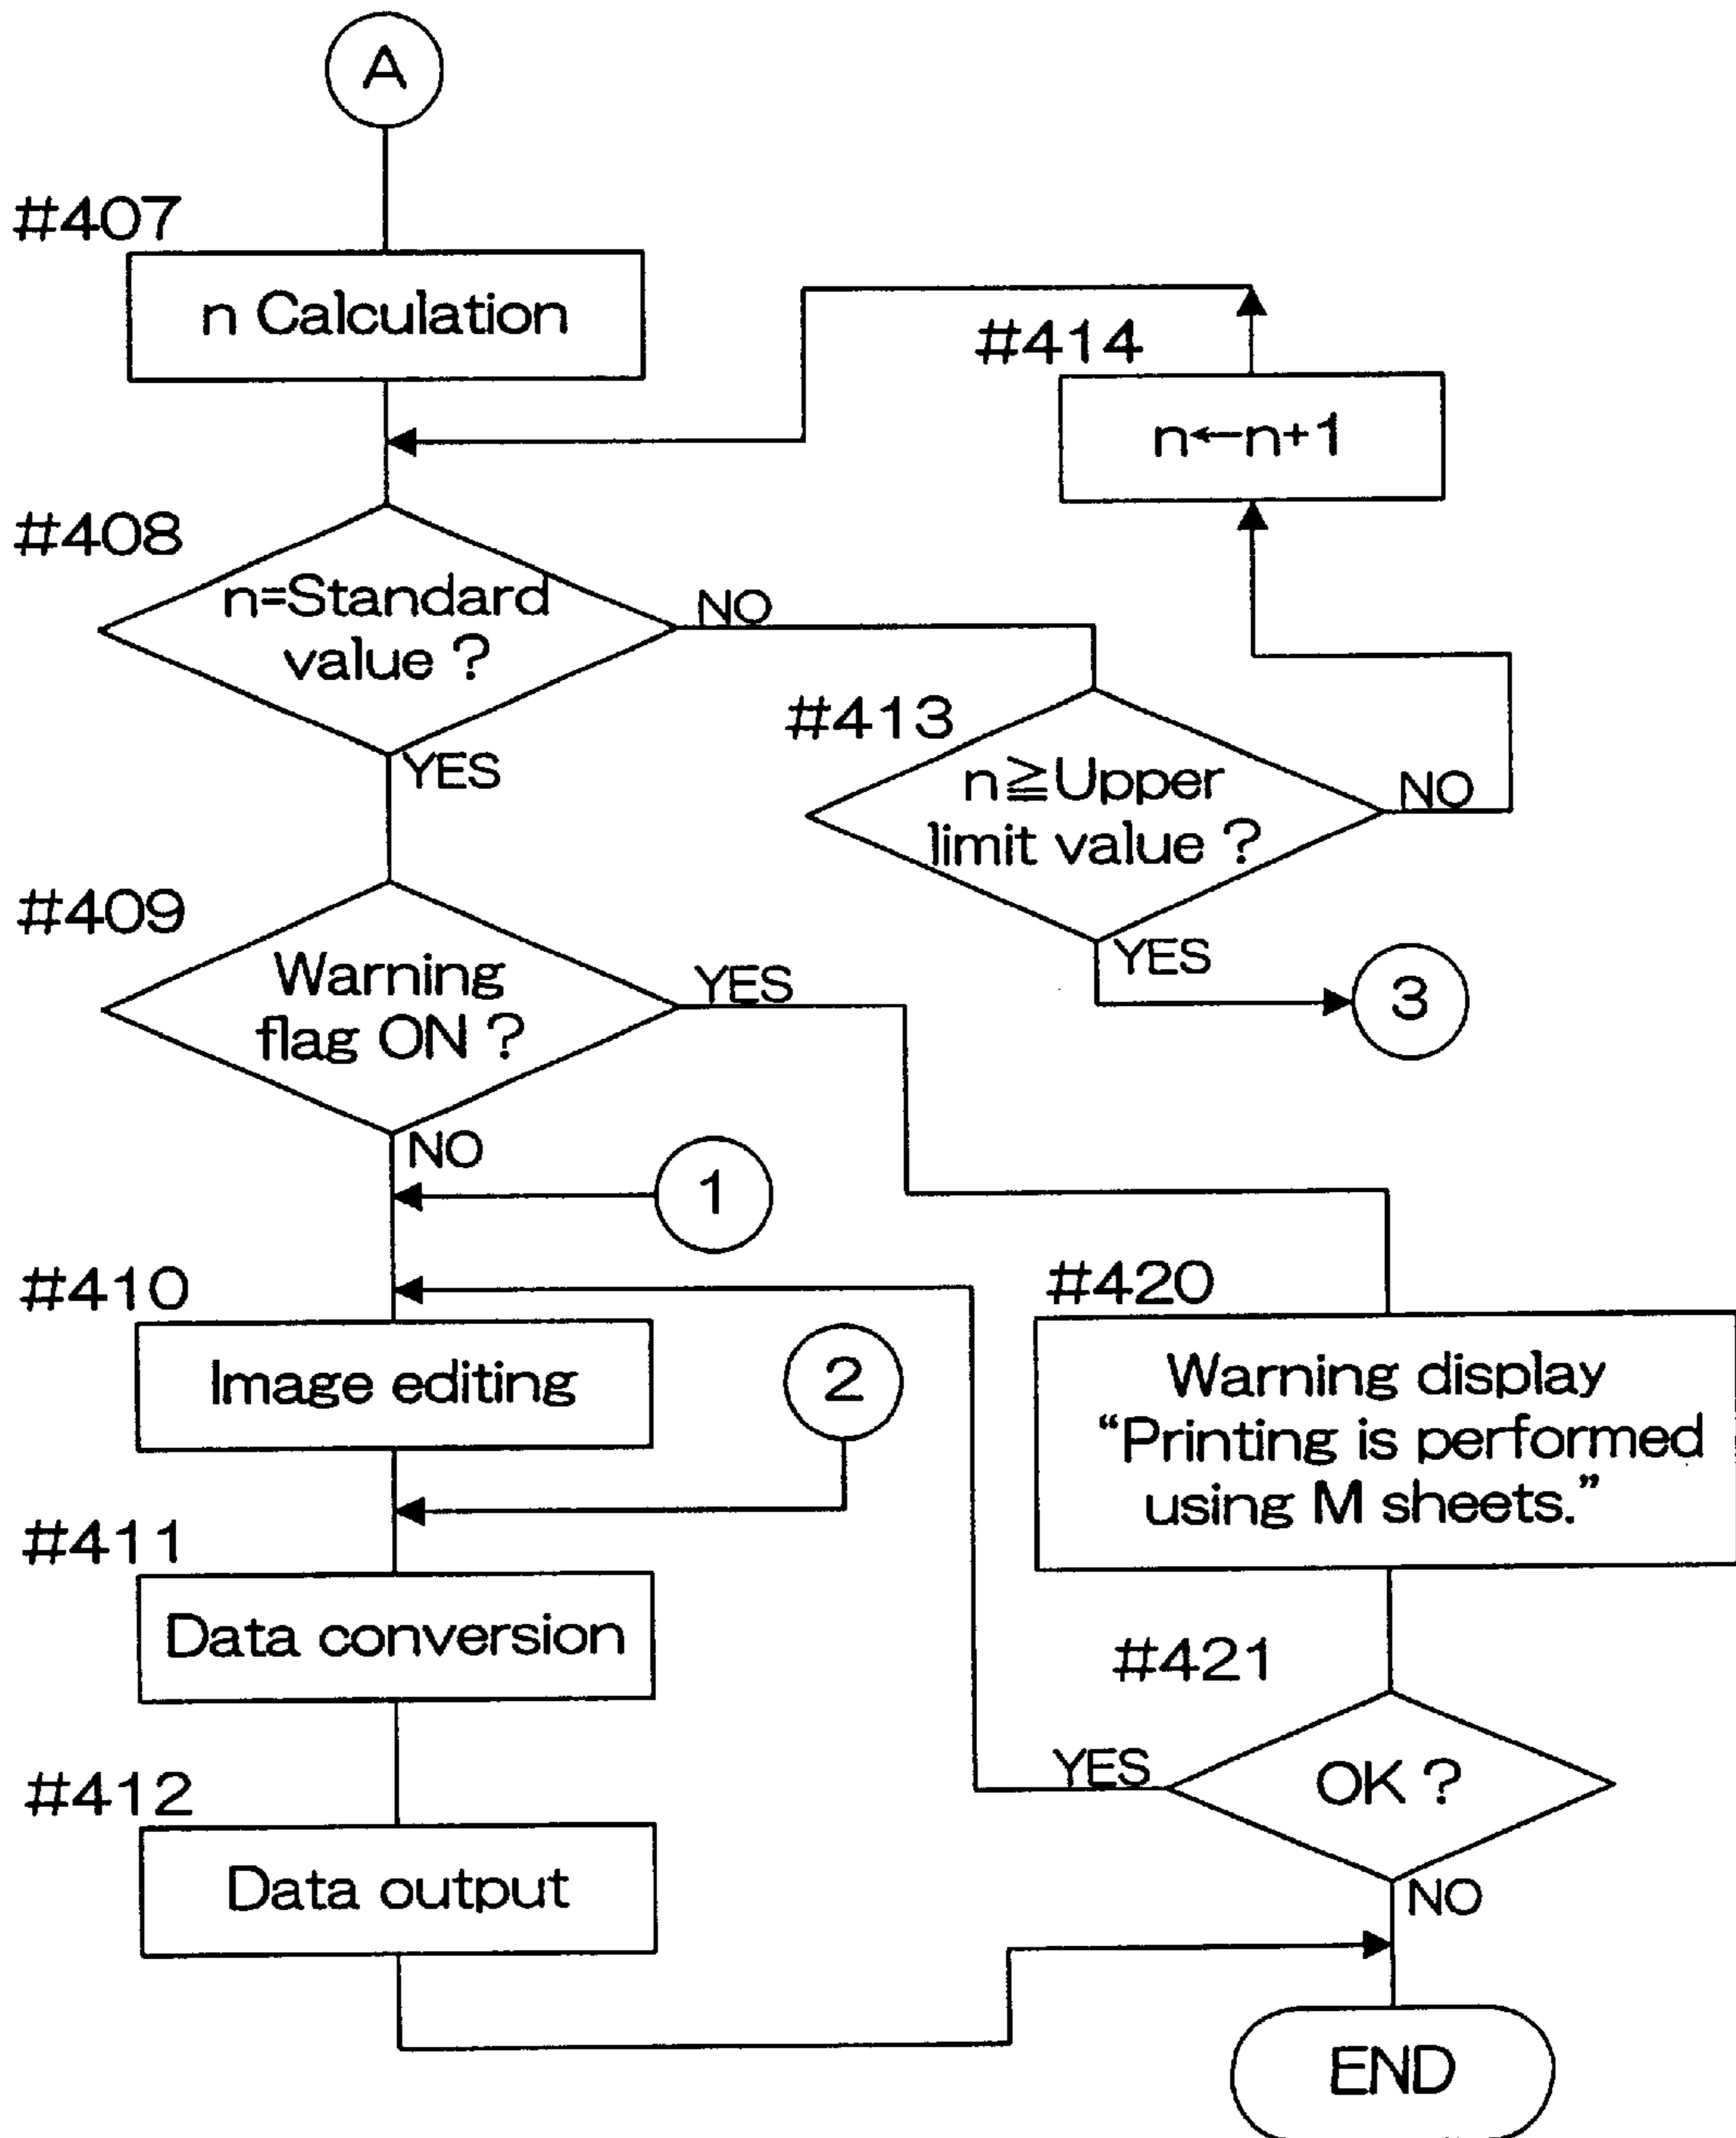 A
#407
n Calculation
#414
n←n+1
#408
n=Standard
value ?
NO
YES
#413
n≧Upper
limit value ?
NO
YES
3
#409
Warning
flag ON ?
YES
NO
1
#410
Image editing
2
#420
Warning display
“Printing is performed
using M sheets.”
#411
Data conversion
#421
OK ?
YES
NO
#412
Data output
END